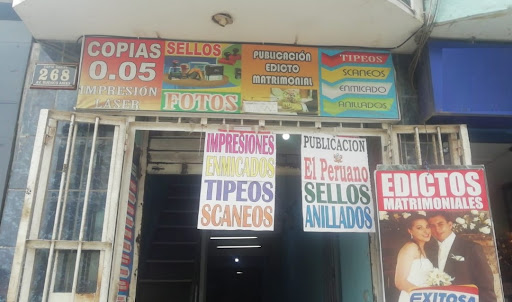 268
COPIAS
0.05
IMPRESIÓN
LASER
SELLOS
FOTOS
PUBLICACIÓN
EDICTO
MATRIMONIAL
TIPEOS
SCANEOS
ENMICADO
ANILLADOS
IMPRESIONES
ENMICADOS
TIPEOS
SCANEOS
PUBLICACION
El Peruano
SELLOS
ANILLADOS
EDICTOS
MATRIMONIALES
EXITOSA